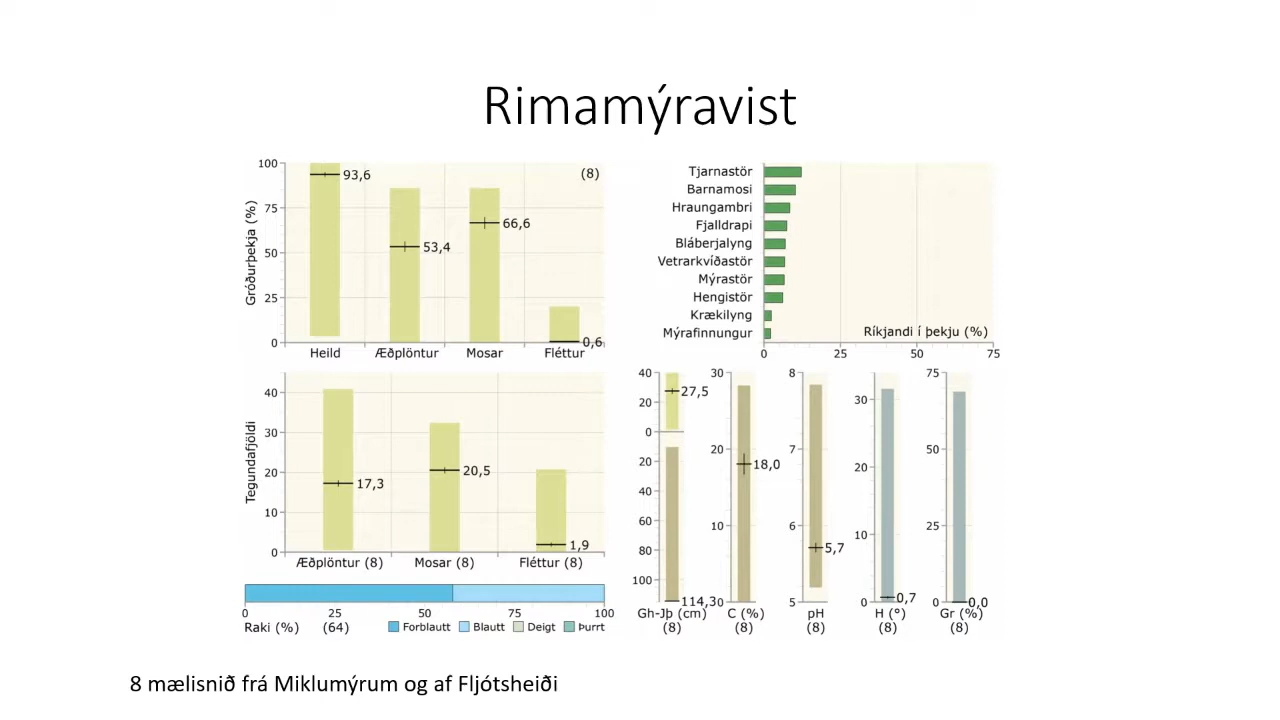 Rimamýravist
Gróðurþekja (%)
100
75
50
25
0
(8)
93,6
53,4
66,6
0,6
Heild Æðplöntur Mosar Fléttur
Tjarnastör
Barnamosi
Hraungambri
Fjalldrapi
Bláberjalyng
Vetrarkvíðastör
Mýrastör
Hengistör
Krækilyng
Mýrafinnungur
Ríkjandi í þekju (%)
0 25 50 75
Tegundafjöldi
40
30
20
10
0
17,3
20,5
1,9
Æðplöntur (8) Mosar (8) Fléttur (8)
40
20
0
20
40
60
80
100
27,5
114,3
Gh-Jþ (cm)
(8)
30
20
10
0
18,0
C (%)
(8)
8
7
6
5
5,7
pH
(8)
30
20
10
0
0,7
H (°)
(8)
75
50
25
0
0,0
Gr (%)
(8)
0 25 50 75 100
Raki (%) (64) Forblautt Blautt Deigt Þurrt
8 mælisnið frá Miklumýrum og af Fljótsheiði